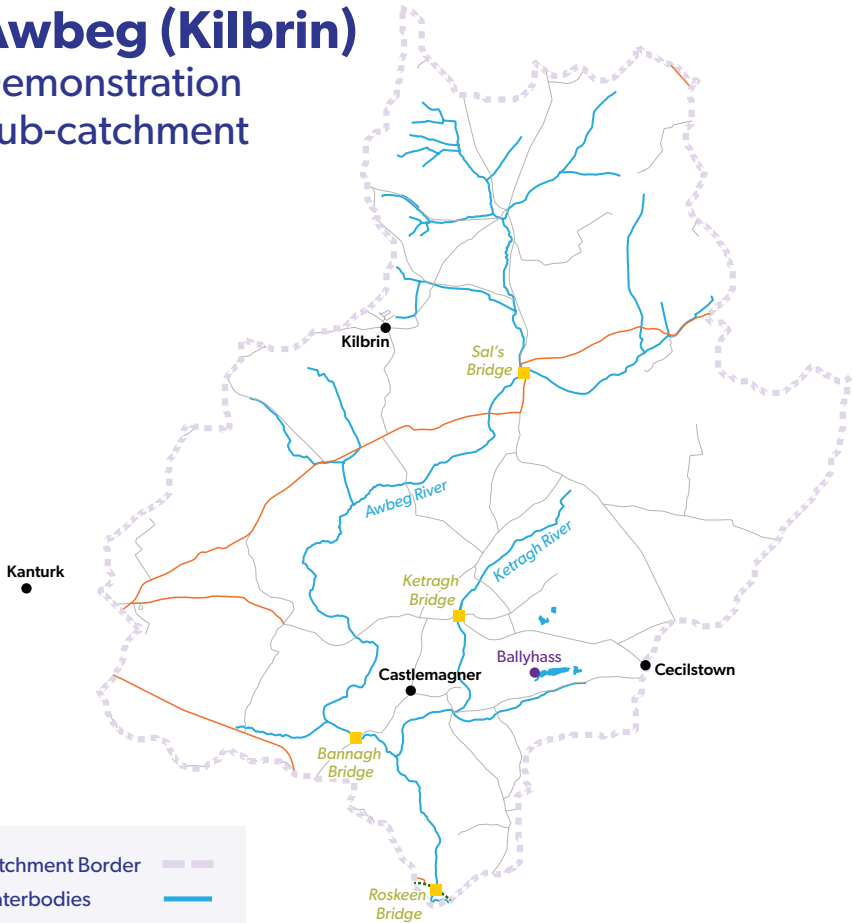 Awbeg (Kilbrin)
emonstration
ub-catchment
Kilbrin
Sal's
Bridge
Awbeg River
Ketragh River
Kanturk
Ketragh
Bridge
Ballyhass
Cecilstown
Castlemagner
Bannagh
Bridge
tchment Border
terbodies
Roskeen
Bridge